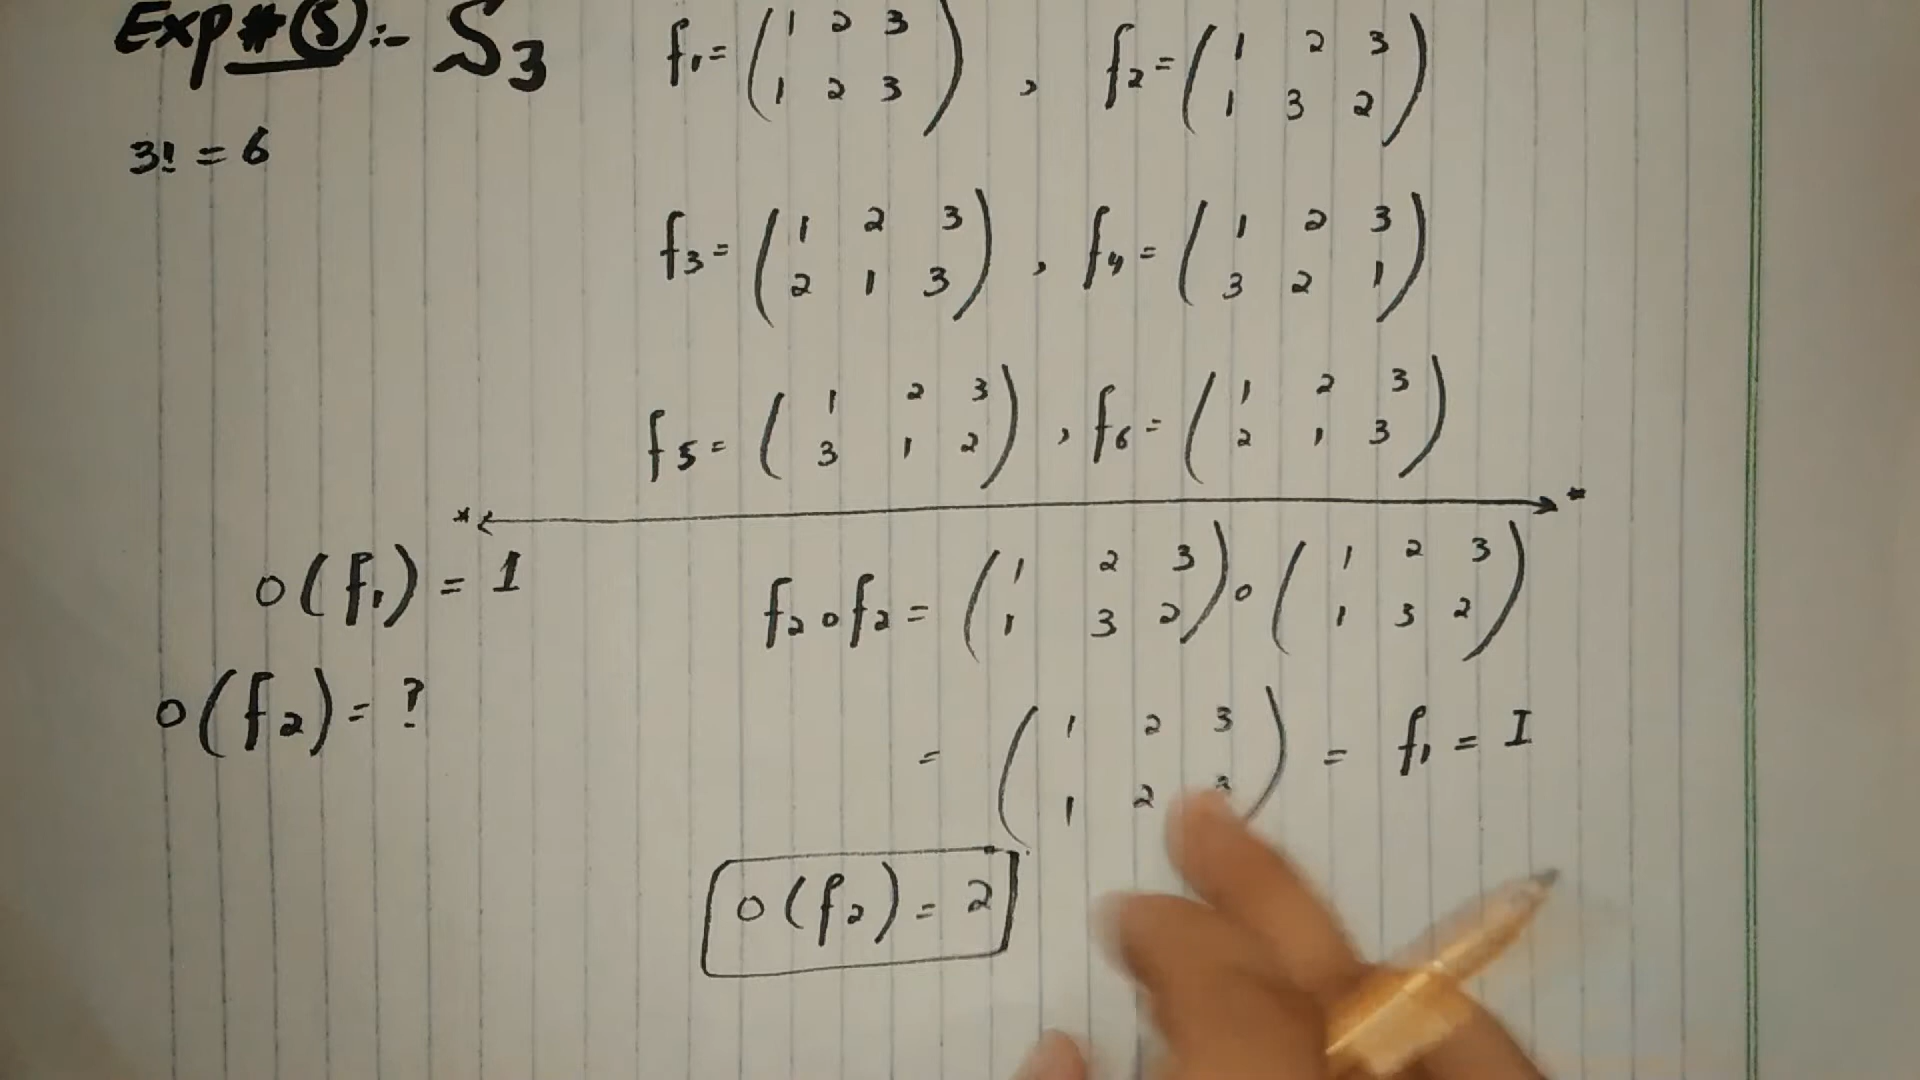 Exp#(5):- S3
f1 = (1 2 3 / 1 2 3) , f2 = (1 2 3 / 1 3 2)
3! = 6
f3 = (1 2 3 / 2 1 3) , f4 = (1 2 3 / 3 2 1)
f5 = (1 2 3 / 3 1 2) , f6 = (1 2 3 / 2 1 3)
o(f1) = 1
f2 o f2 = (1 2 3 / 1 3 2) o (1 2 3 / 1 3 2)
o(f2) = ?
= (1 2 3 / 1 2) = f1 = I
o(f2) = 2